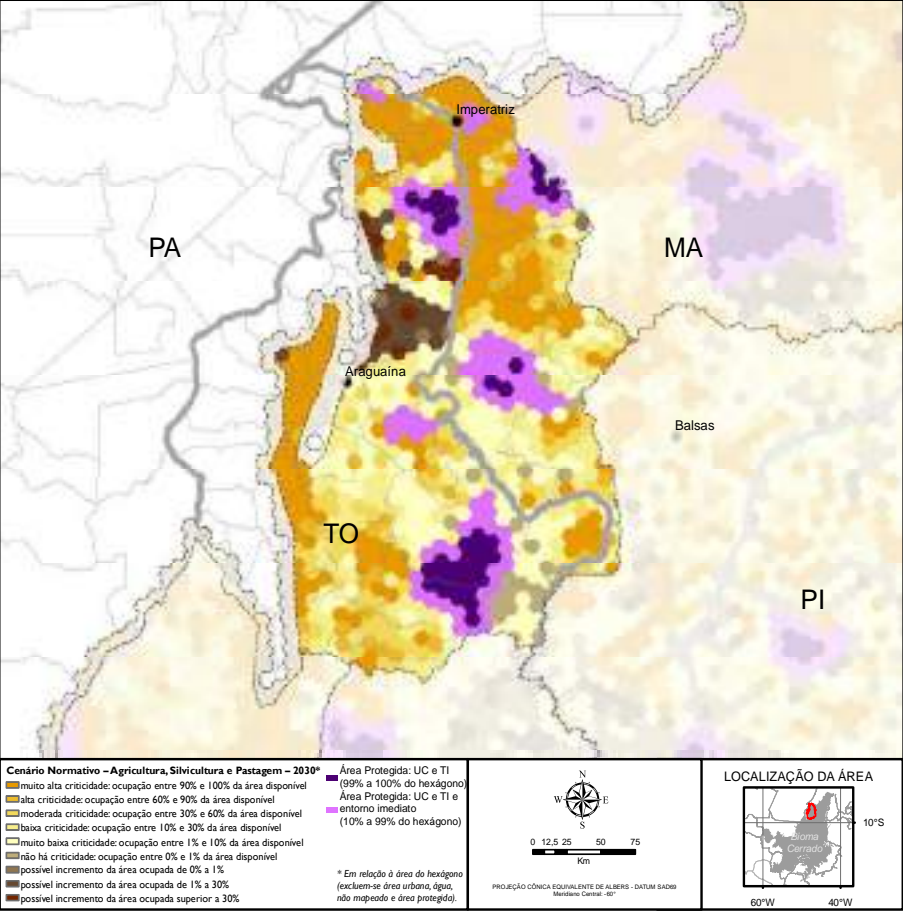 Imperatriz
PA
MA
Araguaína
Balsas
TO
PI
Cenário Normativo – Agricultura, Silvicultura e Pastagem – 2030*
muito alta criticidade: ocupação entre 90% e 100% da área disponível
alta criticidade: ocupação entre 60% e 90% da área disponível
moderada criticidade: ocupação entre 30% e 60% da área disponível
baixa criticidade: ocupação entre 10% e 30% da área disponível
muito baixa criticidade: ocupação entre 1% e 10% da área disponível
não há criticidade: ocupação entre 0% e 1% da área disponível
possível incremento da área ocupada de 0% a 1%
possível incremento da área ocupada de 1% a 30%
possível incremento da área ocupada superior a 30%
Área Protegida: UC e TI
(99% a 100% do hexágono)
Área Protegida: UC e TI e
entorno imediato
(10% a 99% do hexágono)
* Em relação à área do hexágono
(excluem-se área urbana, água,
não mapeado e área protegida).
N
W E
S
0 12,5 25 50 75
Km
PROJEÇÃO CÔNICA EQUIVALENTE DE ALBERS - DATUM SAD69
Meridiano Central: -60°
LOCALIZAÇÃO DA ÁREA
10°S
Bioma
Cerrado
60°W 40°W